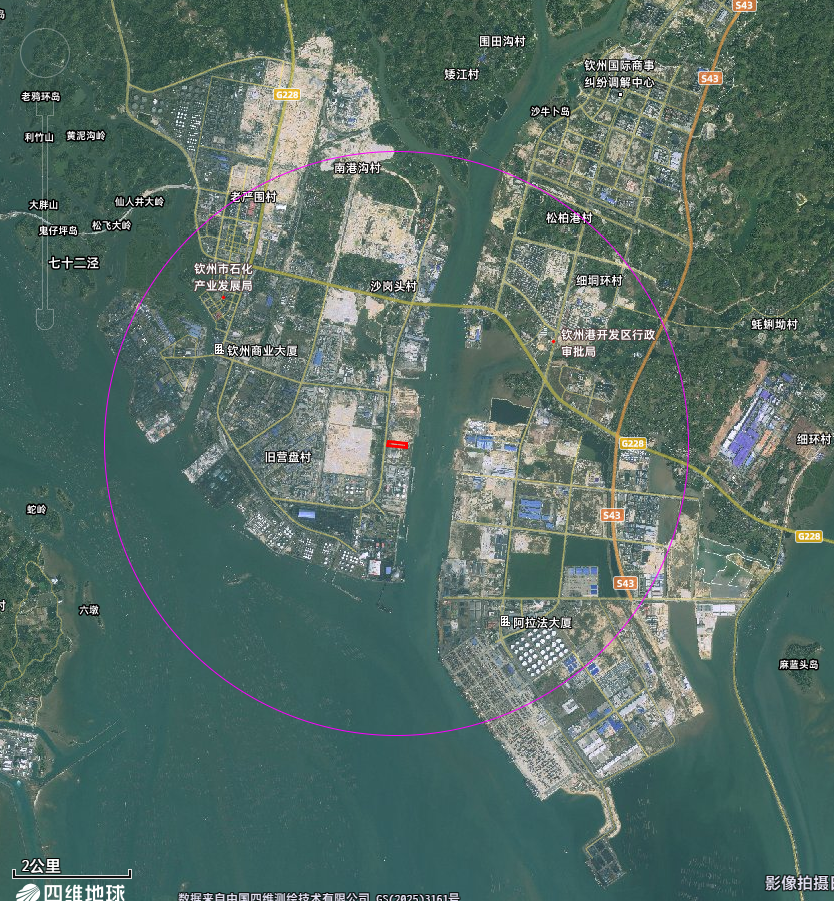 S43
围田沟村
钦州国际商事
纠纷调解中心
矮江村
S43
老鸦环岛
G228
沙牛卜岛
利竹山
黄泥沟岭
南港沟村
老严围村
仙人井大岭
大胖山
松柏港村
松飞大岭
鬼仔坪岛
七十二泾
钦州市石化
产业发展局
沙岗头村
细垌环村
蚝蜊坳村
钦州港开发区行政
审批局
钦州商业大厦
G228
细环村
旧营盘村
蛇岭
S43
G228
S43
村
六墩
阿拉法大厦
麻蓝头岛
2公里
四维地球
数据来自中国四维测绘技术有限公司 GS(2025)3161号
影像拍摄日